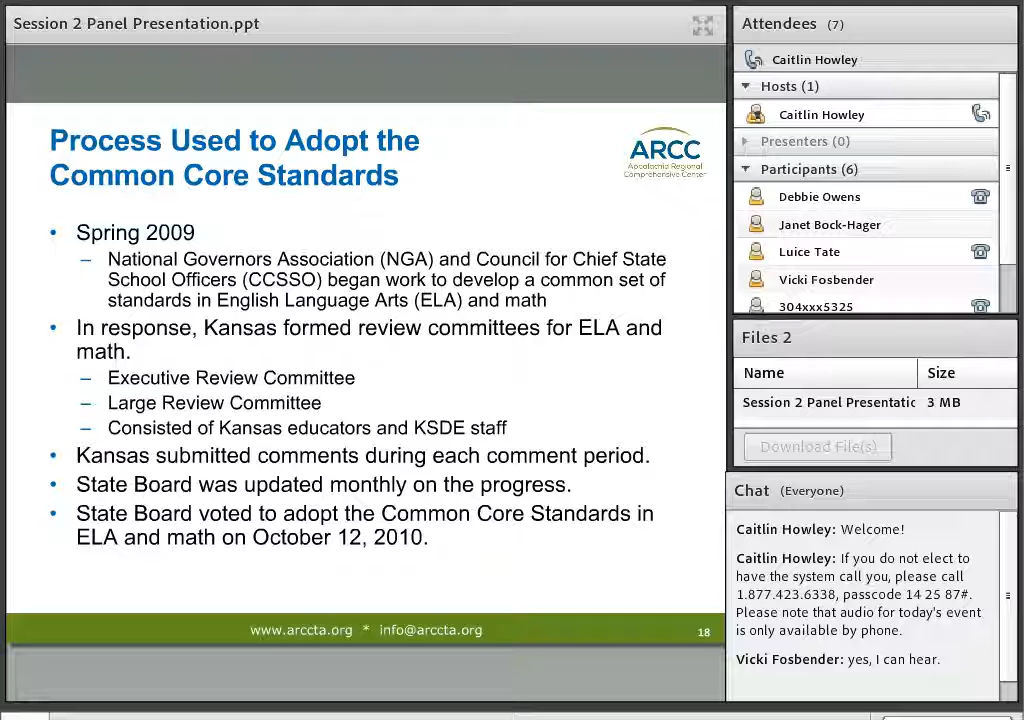 Session 2 Panel Presentation.ppt
Process Used to Adopt the
Common Core Standards
ARCC
Appalachia Regional
Comprehensive Center
• Spring 2009
– National Governors Association (NGA) and Council for Chief State
School Officers (CCSSO) began work to develop a common set of
standards in English Language Arts (ELA) and math
• In response, Kansas formed review committees for ELA and
math.
– Executive Review Committee
– Large Review Committee
– Consisted of Kansas educators and KSDE staff
• Kansas submitted comments during each comment period.
• State Board was updated monthly on the progress.
• State Board voted to adopt the Common Core Standards in
ELA and math on October 12, 2010.
www.arccta.org * info@arccta.org
18
Attendees (7)
Caitlin Howley
Hosts (1)
Caitlin Howley
Presenters (0)
Participants (6)
Debbie Owens
Janet Bock-Hager
Luice Tate
Vicki Fosbender
304xxx5325
Files 2
Name Size
Session 2 Panel Presentatic 3 MB
Download File(s)
Chat (Everyone)
Caitlin Howley: Welcome!
Caitlin Howley: If you do not elect to
have the system call you, please call
1.877.423.6338, passcode 14 25 87#.
Please note that audio for today's event
is only available by phone.
Vicki Fosbender: yes, I can hear.